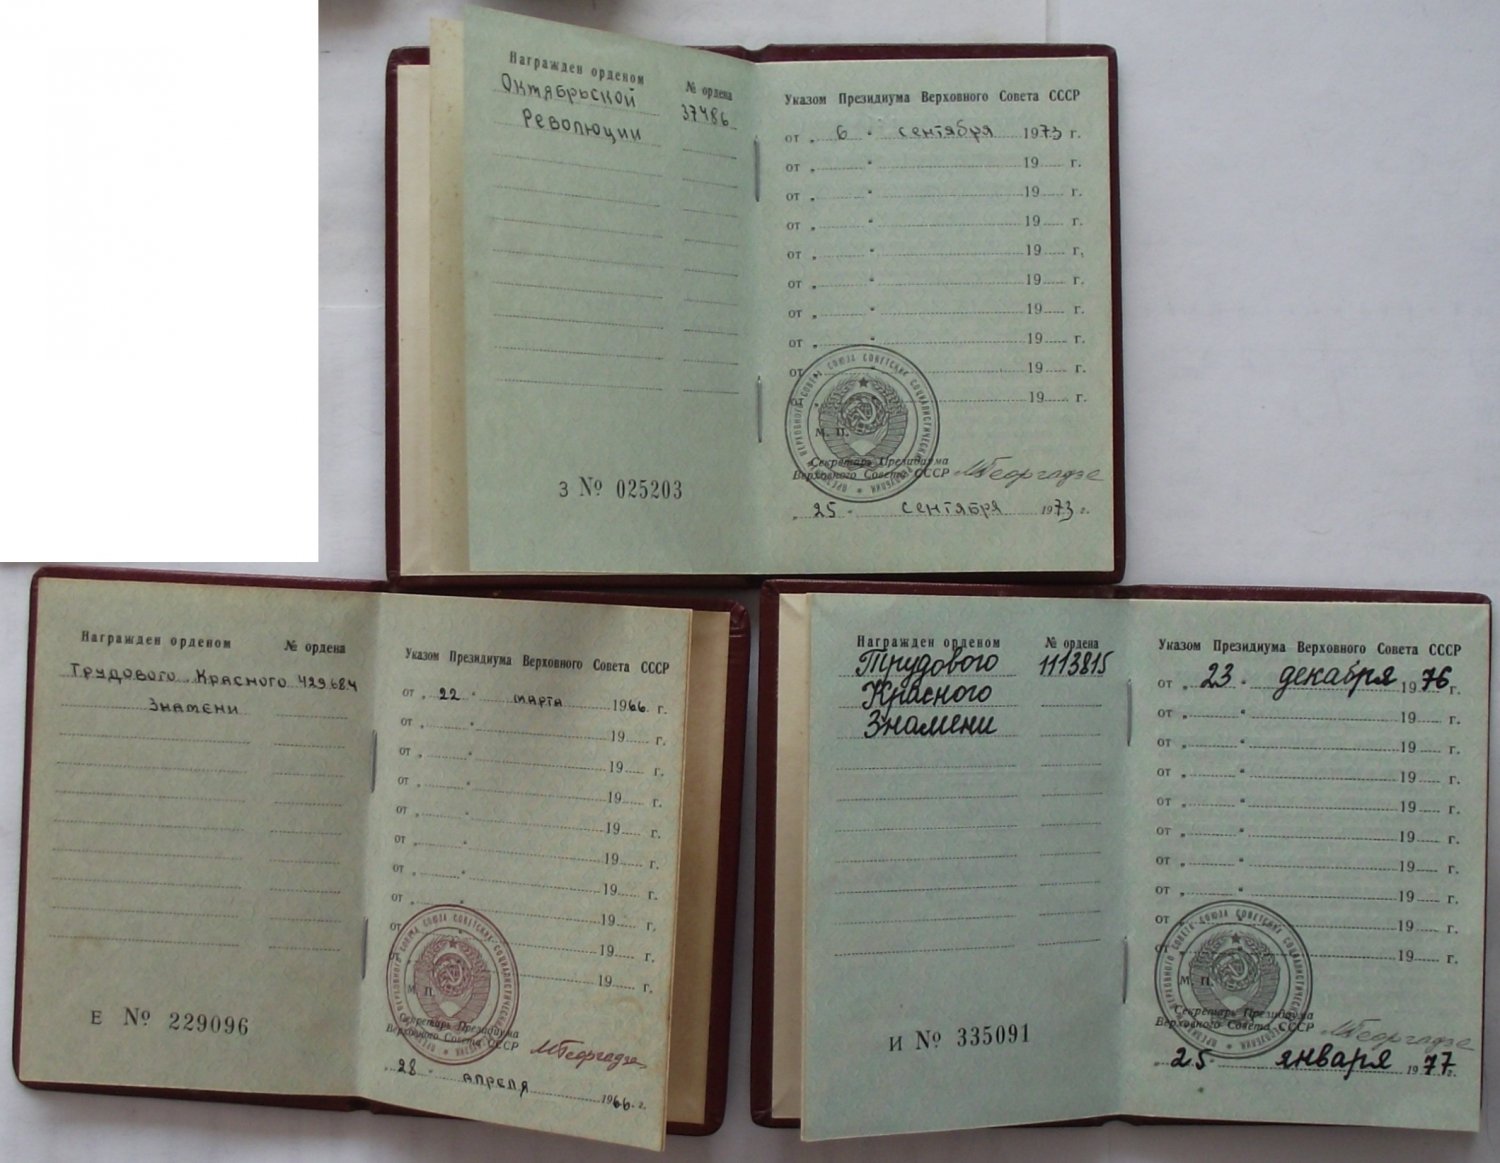 Награжден орденом № ордена
Октябрьской 37486
Революции
З № 025203
Указом Президиума Верховного Совета СССР
от „ 6 “ сентября 1973 г.
от „ “ 19 г.
от „ “ 19 г.
от „ “ 19 г.
от „ “ 19 г.
от „ “ 19 г.
от „ “ 19 г.
от „ “ 19 г.
от „ “ 19 г.
от „ “ 19 г.
М. П.
Секретарь Президиума
Верховного Совета СССР МГеоргадзе
„ 25 “ сентября 1973 г.
Награжден орденом № ордена
Трудового Красного 429684
Знамени
Е № 229096
Указом Президиума Верховного Совета СССР
от „ 22 “ марта 1966 г.
от „ “ 19 г.
от „ “ 19 г.
от „ “ 19 г.
от „ “ 19 г.
от „ “ 19 г.
от „ “ 19 г.
от „ “ 19 г.
от „ “ 19 г.
от „ “ 19 г.
М. П.
Секретарь Президиума
Верховного Совета СССР МГеоргадзе
„ 28 “ апреля 1966 г.
Награжден орденом № ордена
Трудового 1113815
Красного
Знамени
И № 335091
Указом Президиума Верховного Совета СССР
от „ 23 “ декабря 1976 г.
от „ “ 19 г.
от „ “ 19 г.
от „ “ 19 г.
от „ “ 19 г.
от „ “ 19 г.
от „ “ 19 г.
от „ “ 19 г.
от „ “ 19 г.
от „ “ 19 г.
М. П.
Секретарь Президиума
Верховного Совета СССР МГеоргадзе
„ 25 “ января 1977 г.